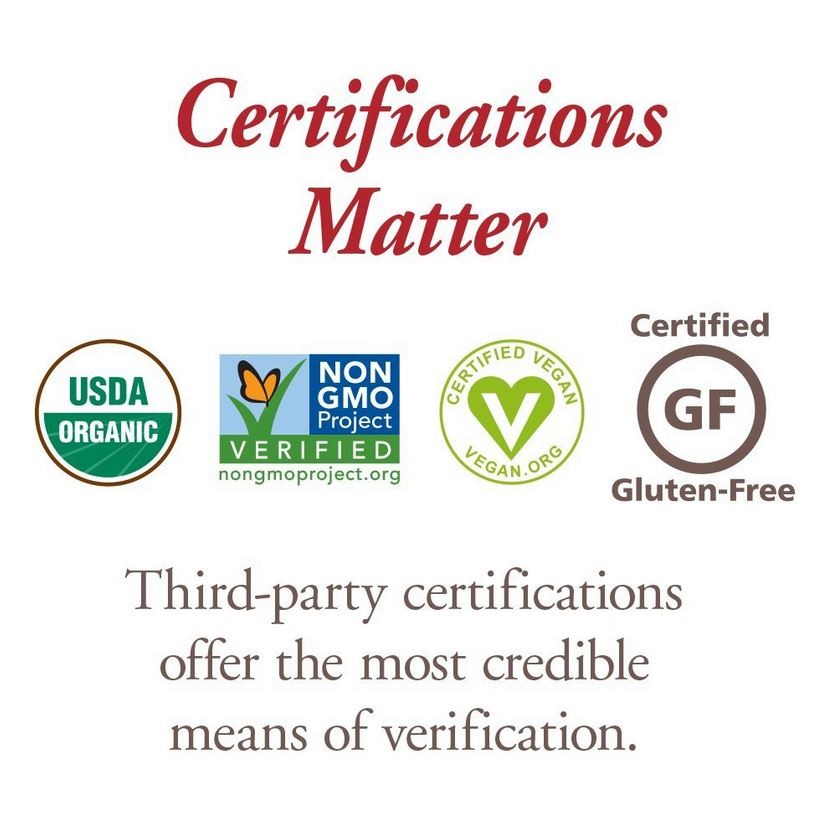 Certifications
Matter
USDA
ORGANIC
NON
GMO
Project
VERIFIED
nongmoproject.org
CERTIFIED VEGAN
V
VEGAN.ORG
Certified
GF
Gluten-Free
Third-party certifications
offer the most credible
means of verification.